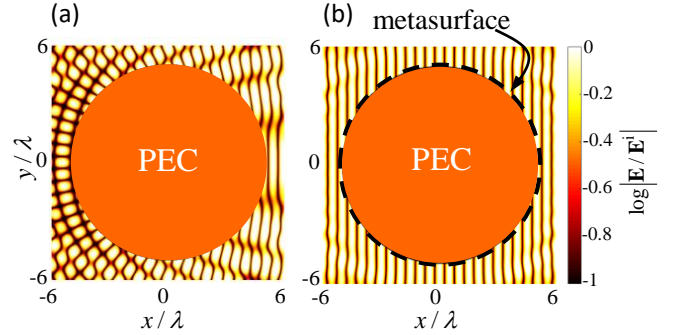 (a)
(b)
metasurface
6
0
-6
y / λ
PEC
-6
0
6
x / λ
6
0
-6
PEC
-6
0
6
x / λ
0
-0.2
-0.4
-0.6
-0.8
-1
log |E / E^i|